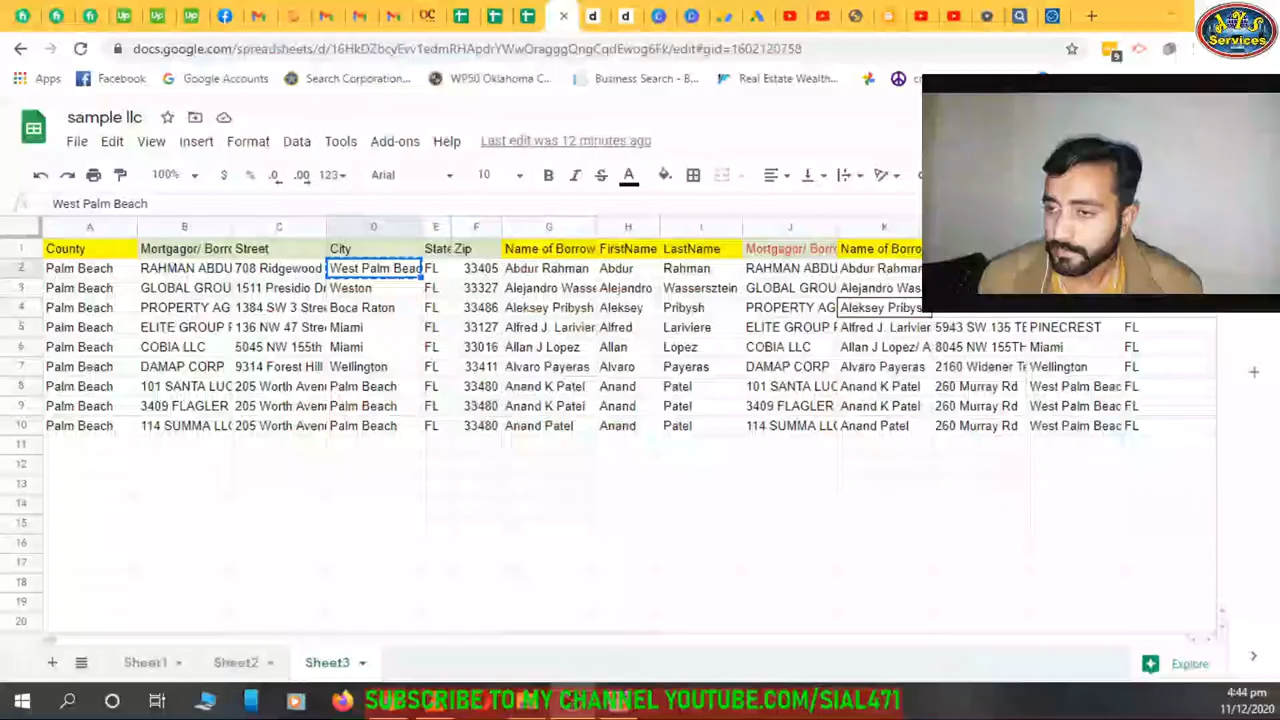 OC
d
d
docs.google.com/spreadsheets/d/
9
Apps
Facebook
Google Accounts
Search Corporation...
WP50 Oklahoma C...
Business Search - B...
Real Estate Wealth...
AYS
Services
sample llc
File Edit View Insert Format Data Tools Add-ons Help Last edit was 12 minutes ago
100% $ % .0 .00 123 Arial 10 B I S A
West Palm Beach
A B C D E F G H I J K
1 County Mortgagor/ Borro Street City State Zip Name of Borrow FirstName LastName Mortgagor/ Borro Name of Borro
2 Palm Beach RAHMAN ABDU 708 Ridgewood West Palm Beac FL 33405 Abdur Rahman Abdur Rahman RAHMAN ABDU Abdur Rahman
3 Palm Beach GLOBAL GROU 1511 Presidio Dr Weston FL 33327 Alejandro Wasse Alejandro Wassersztein GLOBAL GROU Alejandro Was
4 Palm Beach PROPERTY AG 1384 SW 3 Stree Boca Raton FL 33486 Aleksey Pribysh Aleksey Pribysh PROPERTY AG Aleksey Pribys
5 Palm Beach ELITE GROUP F 136 NW 47 Stree Miami FL 33127 Alfred J. Larivier Alfred Lariviere ELITE GROUP F Alfred J. Larivier 5943 SW 135 TE PINECREST FL
6 Palm Beach COBIA LLC 5045 NW 155th Miami FL 33016 Allan J Lopez Allan Lopez COBIA LLC Allan J Lopez/ A 8045 NW 155TH Miami FL
7 Palm Beach DAMAP CORP 9314 Forest Hill Wellington FL 33411 Alvaro Payeras Alvaro Payeras DAMAP CORP Alvaro Payeras 2160 Widener Te Wellington FL
8 Palm Beach 101 SANTA LUC 205 Worth Aven Palm Beach FL 33480 Anand K Patel Anand Patel 101 SANTA LUC Anand K Patel 260 Murray Rd West Palm Beac FL
9 Palm Beach 3409 FLAGLER 205 Worth Aven Palm Beach FL 33480 Anand K Patel Anand Patel 3409 FLAGLER Anand K Patel 260 Murray Rd West Palm Beac FL
10 Palm Beach 114 SUMMA LLC 205 Worth Aven Palm Beach FL 33480 Anand Patel Anand Patel 114 SUMMA LLC Anand Patel 260 Murray Rd West Palm Beac FL
11
12
13
14
15
16
17
18
19
20
Sheet1 Sheet2 Sheet3 Explore
SUBSCRIBE TO MY CHANNEL YOUTUBE.COM/SIAL471
4:44 pm
11/12/2020